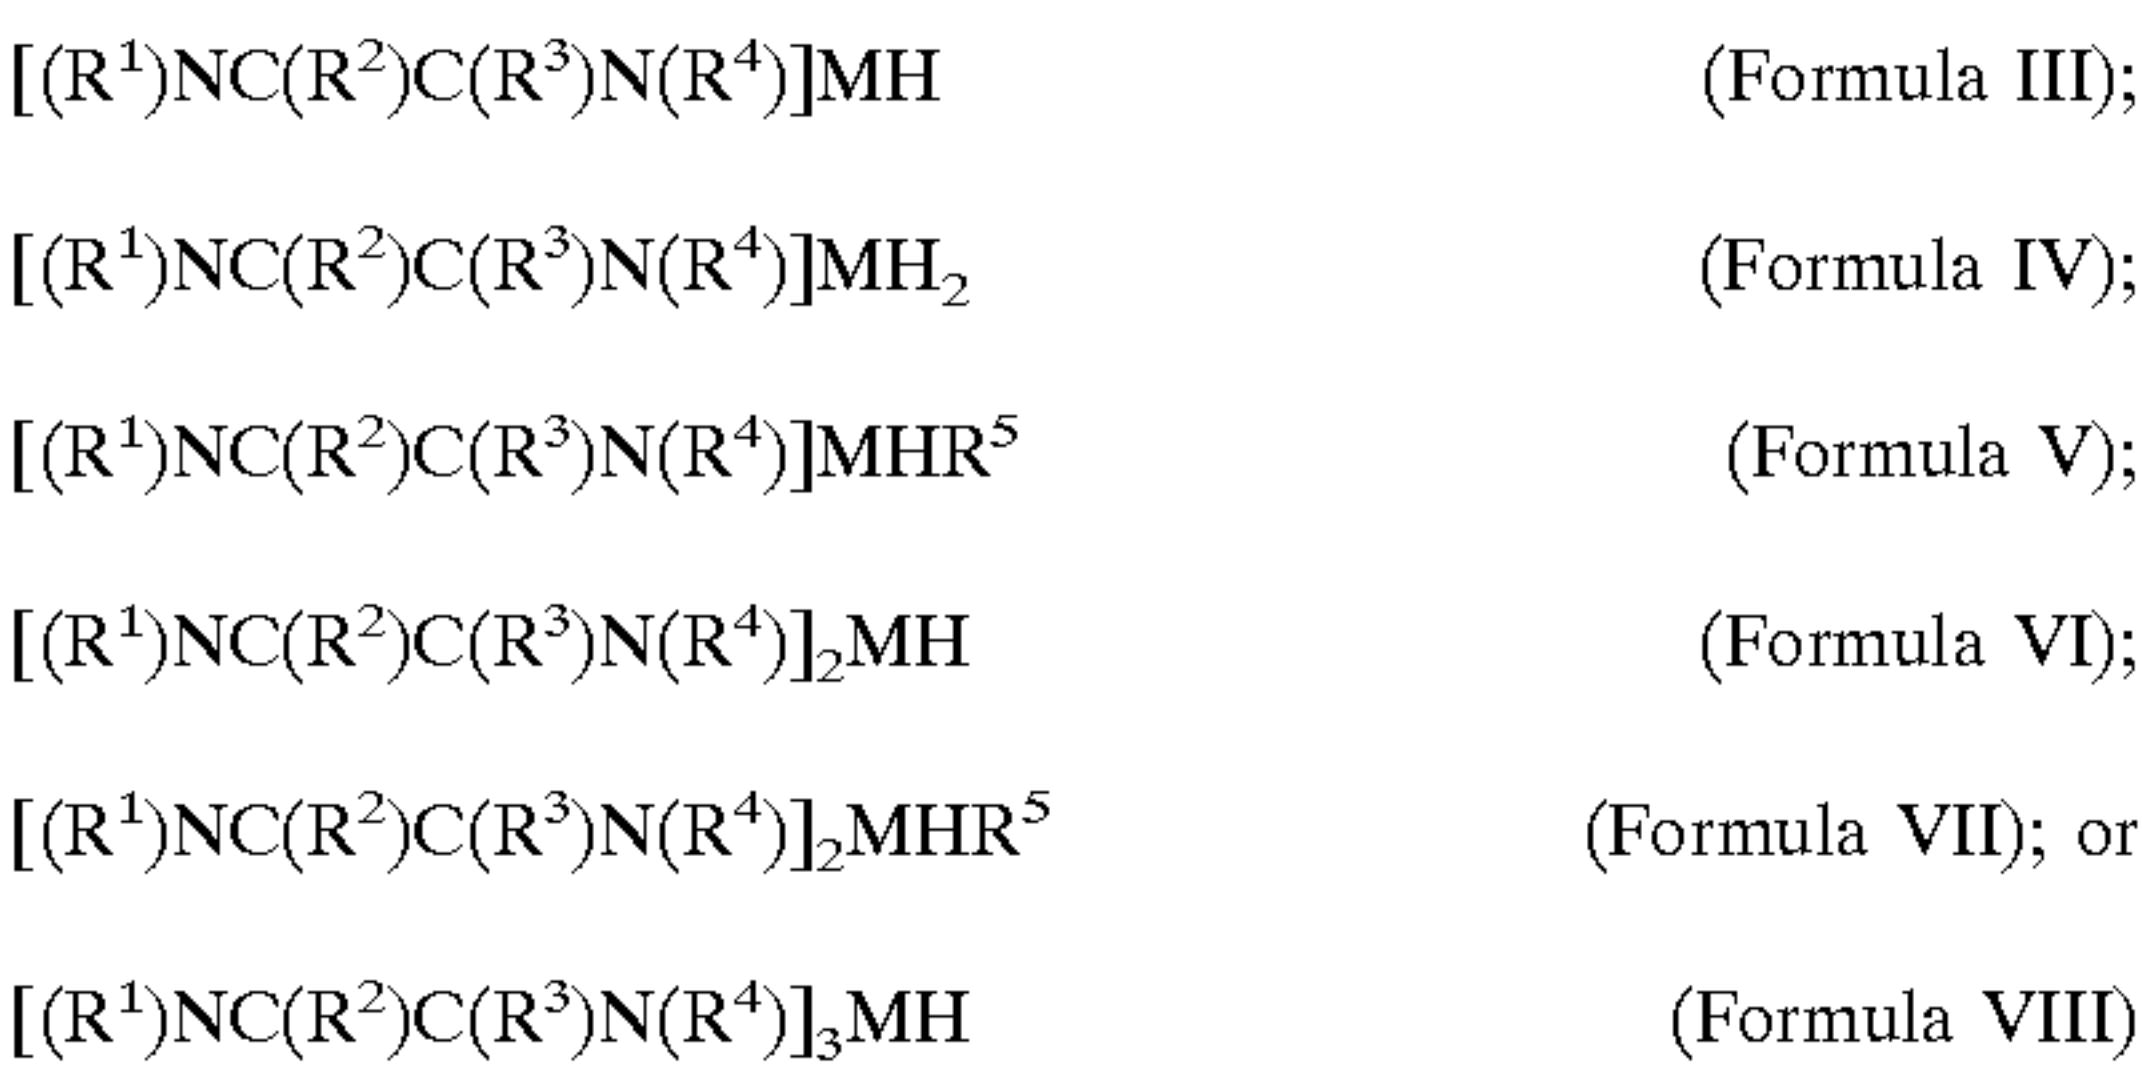 [(R¹)NC(R²)C(R³)N(R⁴)]MH (Formula III);
[(R¹)NC(R²)C(R³)N(R⁴)]MH₂ (Formula IV);
[(R¹)NC(R²)C(R³)N(R⁴)]MHR⁵ (Formula V);
[(R¹)NC(R²)C(R³)N(R⁴)]₂MH (Formula VI);
[(R¹)NC(R²)C(R³)N(R⁴)]₂MHR⁵ (Formula VII); or
[(R¹)NC(R²)C(R³)N(R⁴)]₃MH (Formula VIII)